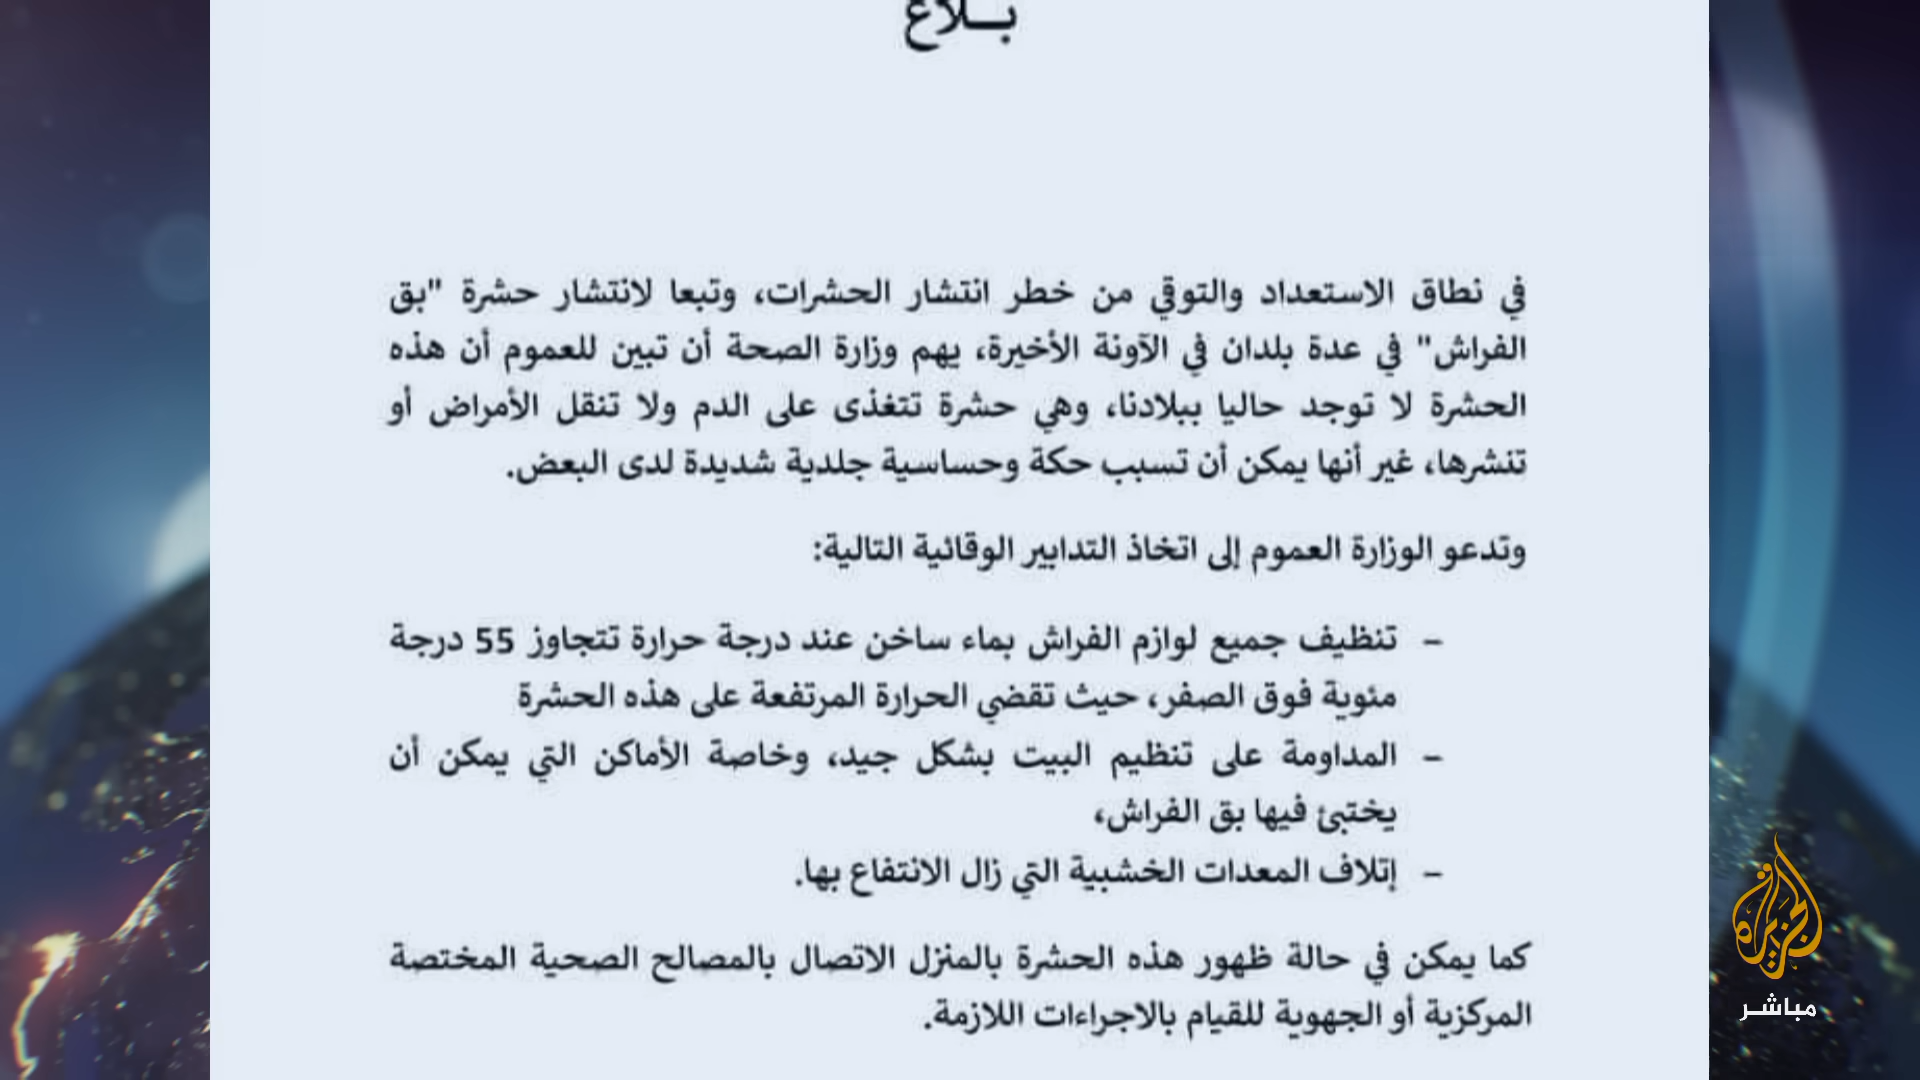 بــلاغ
في نطاق الاستعداد والتوقي من خطر انتشار الحشرات، وتبعا لانتشار حشرة "بق
الفراش" في عدة بلدان في الآونة الأخيرة، يهم وزارة الصحة أن تبين للعموم أن هذه
الحشرة لا توجد حاليا ببلادنا، وهي حشرة تتغذى على الدم ولا تنقل الأمراض أو
تنشرها، غير أنها يمكن أن تسبب حكة وحساسية جلدية شديدة لدى البعض.
وتدعو الوزارة العموم إلى اتخاذ التدابير الوقائية التالية:
– تنظيف جميع لوازم الفراش بماء ساخن عند درجة حرارة تتجاوز 55 درجة
مئوية فوق الصفر، حيث تقضي الحرارة المرتفعة على هذه الحشرة
– المداومة على تنظيم البيت بشكل جيد، وخاصة الأماكن التي يمكن أن
يختبئ فيها بق الفراش،
– إتلاف المعدات الخشبية التي زال الانتفاع بها.
كما يمكن في حالة ظهور هذه الحشرة بالمنزل الاتصال بالمصالح الصحية المختصة
المركزية أو الجهوية للقيام بالاجراءات اللازمة.
الجزيرة
مباشر